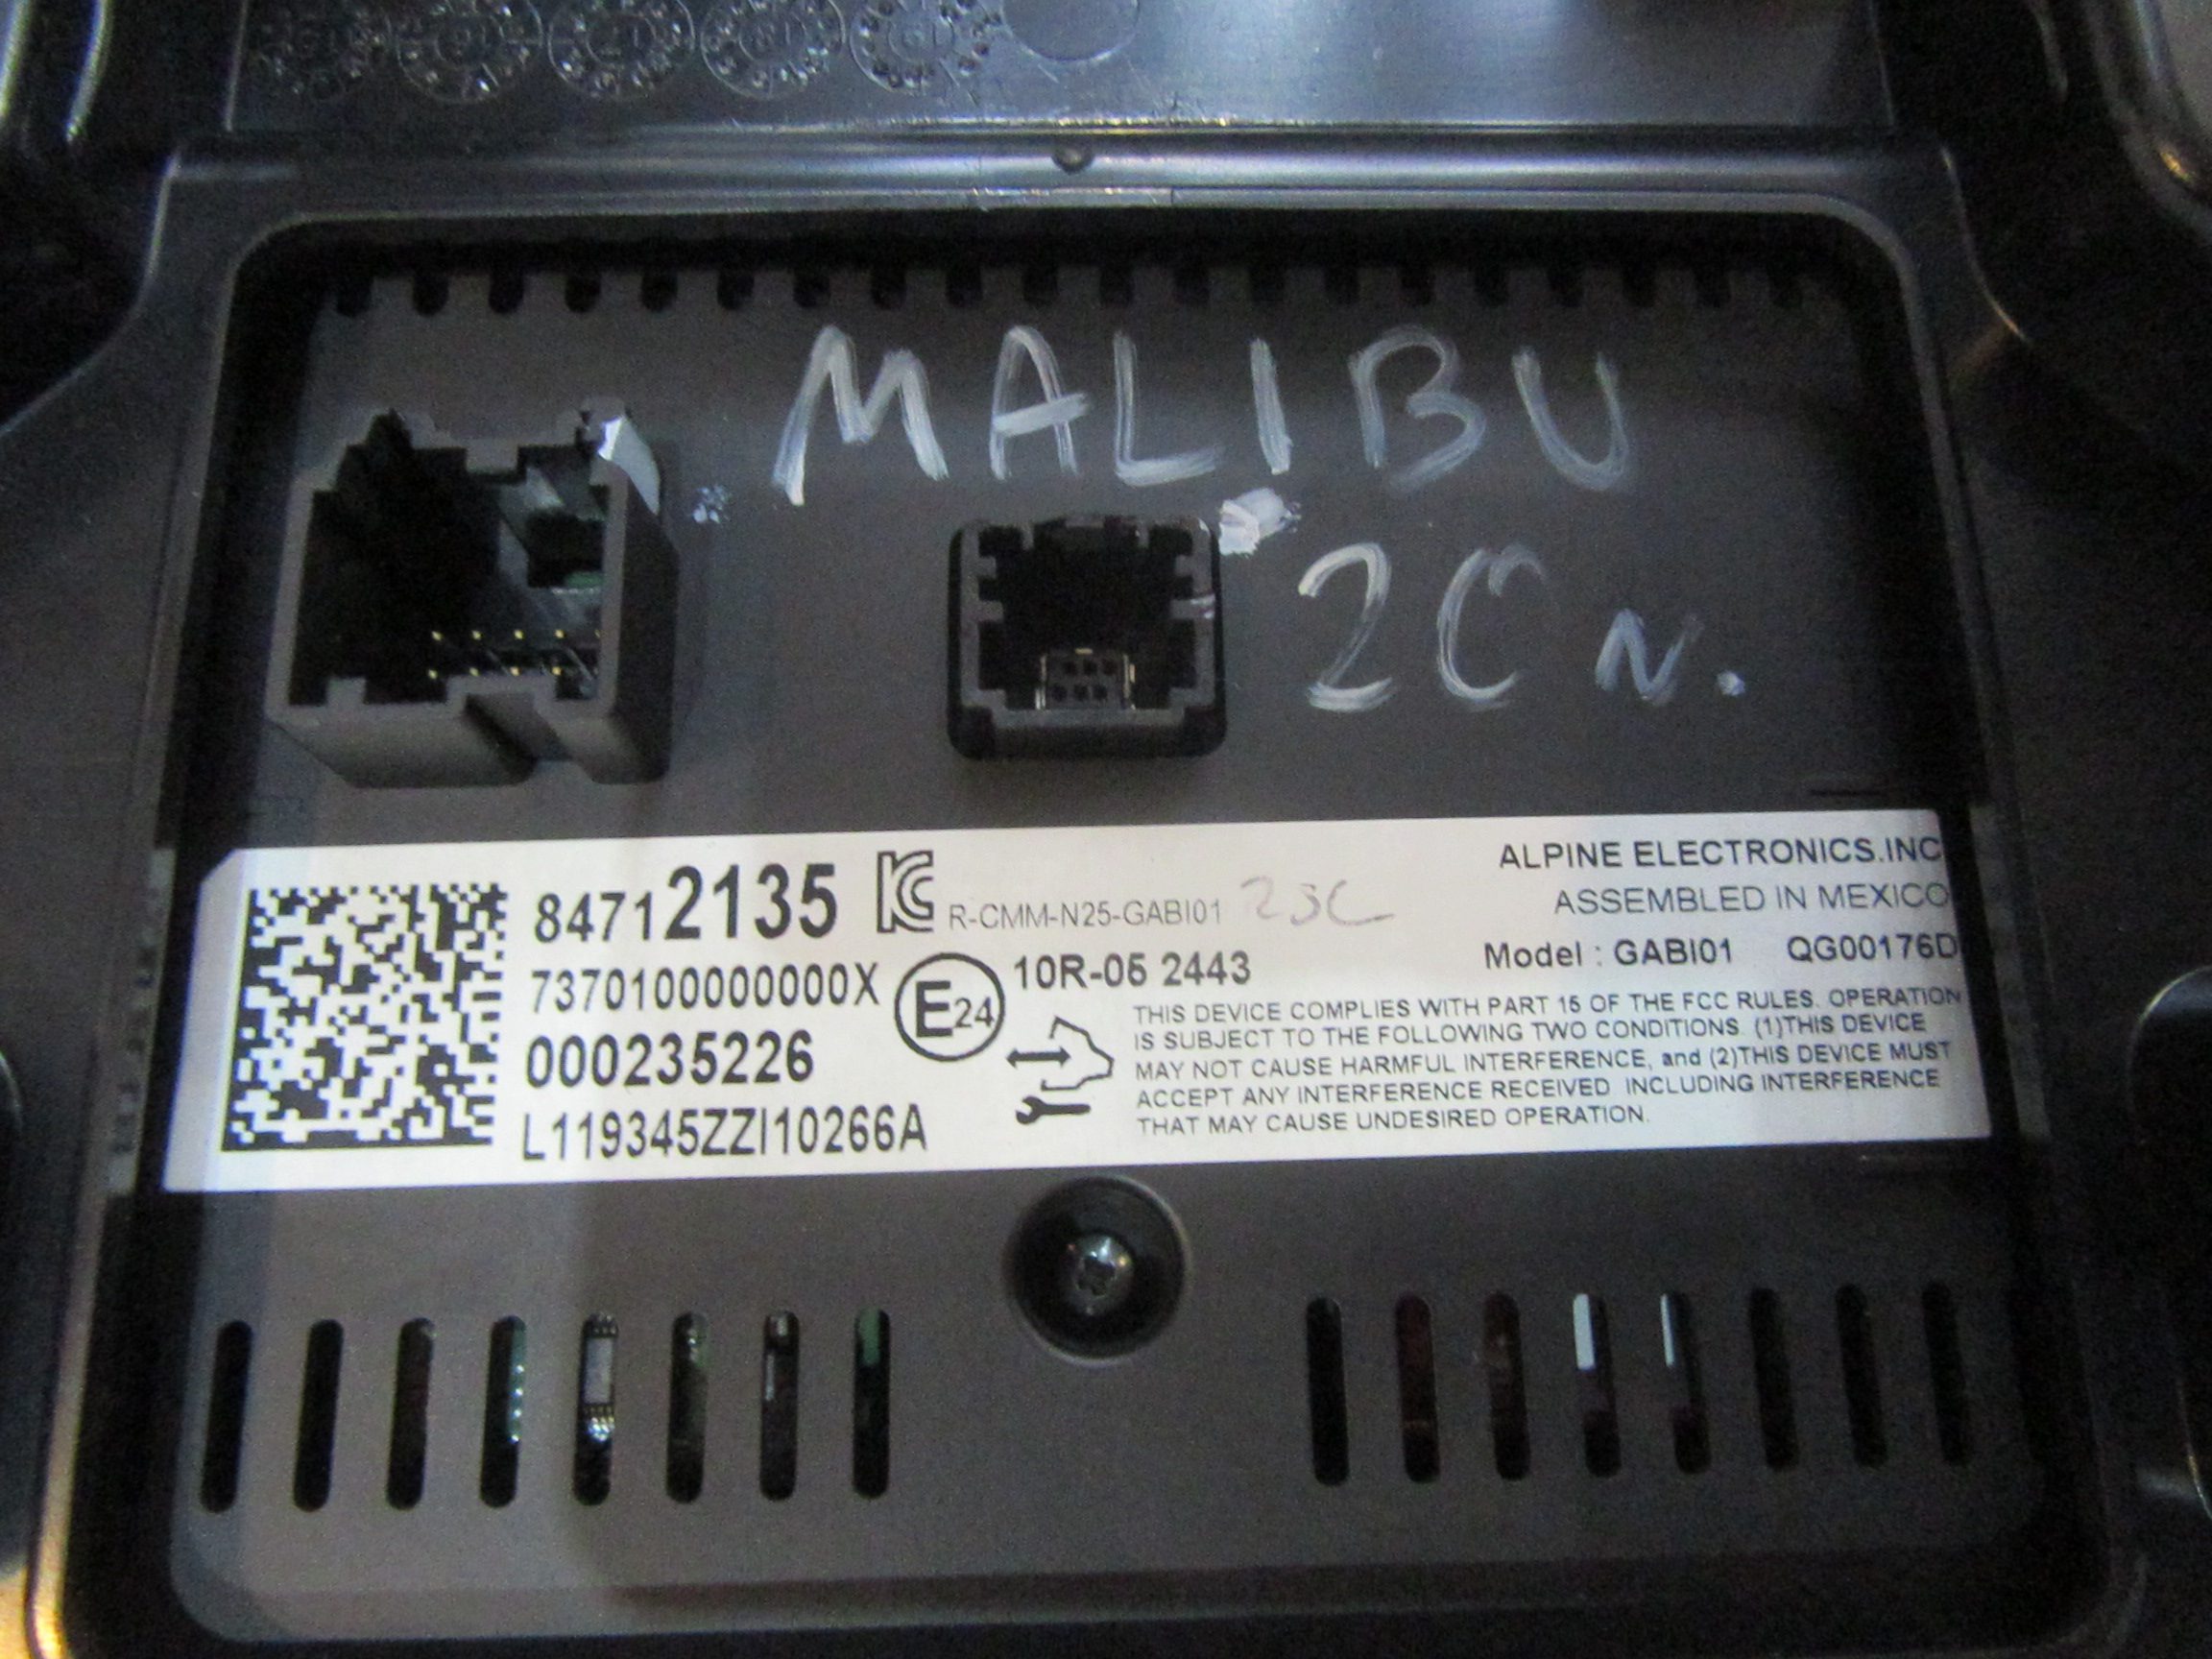 MALIBU
2C N.
84712135
R-CMM-N25-GABI01
ALPINE ELECTRONICS.INC
ASSEMBLED IN MEXICO
Model : GABI01 QG00176D
7370100000000X
E24
10R-05 2443
000235226
L119345ZZI10266A
THIS DEVICE COMPLIES WITH PART 15 OF THE FCC RULES. OPERATION
IS SUBJECT TO THE FOLLOWING TWO CONDITIONS. (1)THIS DEVICE
MAY NOT CAUSE HARMFUL INTERFERENCE, and (2)THIS DEVICE MUST
ACCEPT ANY INTERFERENCE RECEIVED INCLUDING INTERFERENCE
THAT MAY CAUSE UNDESIRED OPERATION.